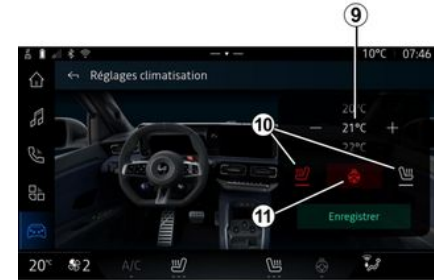 9
10°C 07:46
Réglages climatisation
20°C
— 21°C +
22°C
10
11
Enregistrer
20°C 2 A/C